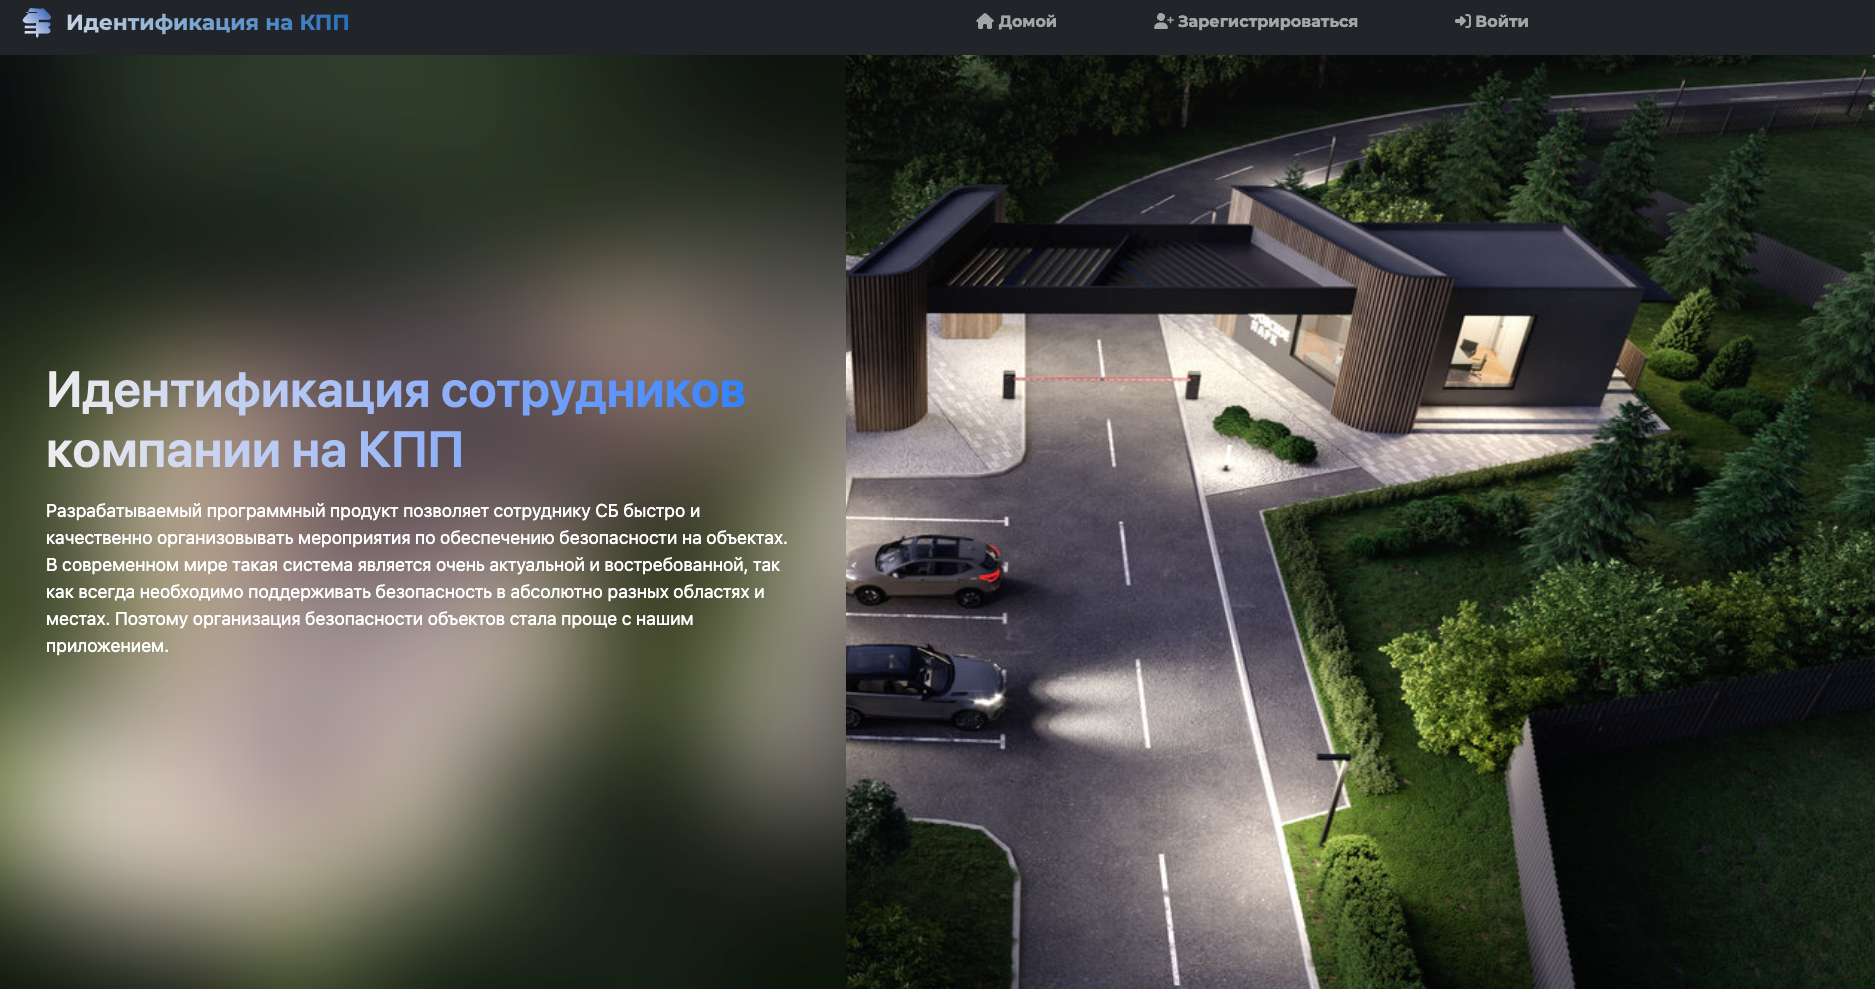 Идентификация на КПП
Домой
Зарегистрироваться
Войти
Идентификация сотрудников
компании на КПП
Разрабатываемый программный продукт позволяет сотруднику СБ быстро и
качественно организовывать мероприятия по обеспечению безопасности на объектах.
В современном мире такая система является очень актуальной и востребованной, так
как всегда необходимо поддерживать безопасность в абсолютно разных областях и
местах. Поэтому организация безопасности объектов стала проще с нашим
приложением.
ПАРК